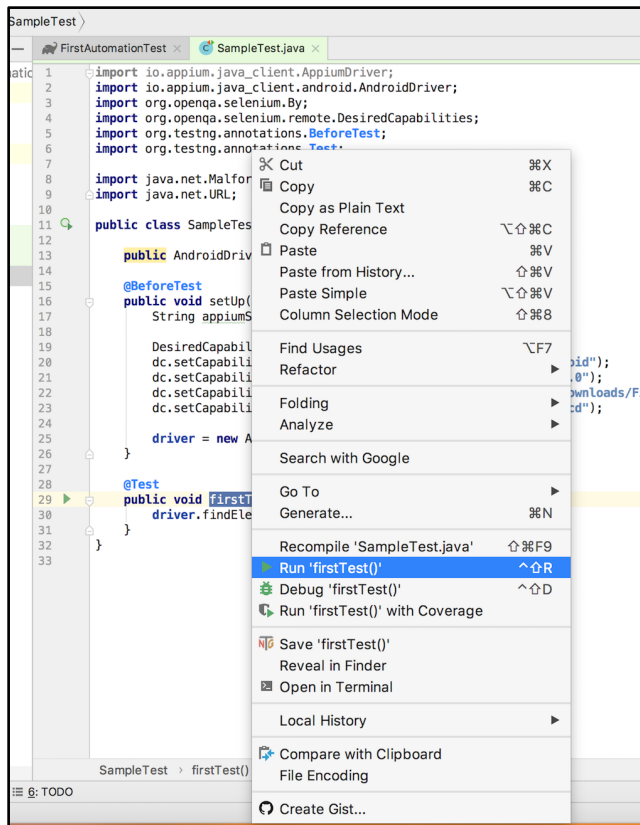 SampleTest
FirstAutomationTest
SampleTest.java
1 import io.appium.java_client.AppiumDriver;
2 import io.appium.java_client.android.AndroidDriver;
3 import org.openqa.selenium.By;
4 import org.openqa.selenium.remote.DesiredCapabilities;
5 import org.testng.annotations.BeforeTest;
6 import org.testng.annotations.Test;
7
8 import java.net.Malfor
9 import java.net.URL;
10
11 public class SampleTes
12
13 public AndroidDriv
14
15 @BeforeTest
16 public void setUp(
17 String appiumS
18
19 DesiredCapabil
20 dc.setCapabili oid");
21 dc.setCapabili .0");
22 dc.setCapabili ownloads/F
23 dc.setCapabili cd");
24
25 driver = new A
26 }
27
28 @Test
29 public void firstT
30 driver.findEle
31 }
32 }
33
Cut ⌘X
Copy ⌘C
Copy as Plain Text
Copy Reference ⌥⇧⌘C
Paste ⌘V
Paste from History... ⇧⌘V
Paste Simple ⌥⇧⌘V
Column Selection Mode ⇧⌘8
Find Usages ⌥F7
Refactor
Folding
Analyze
Search with Google
Go To
Generate... ⌘N
Recompile 'SampleTest.java' ⇧⌘F9
Run 'firstTest()' ^⇧R
Debug 'firstTest()' ^⇧D
Run 'firstTest()' with Coverage
Save 'firstTest()'
Reveal in Finder
Open in Terminal
Local History
Compare with Clipboard
File Encoding
Create Gist...
SampleTest › firstTest()
6: TODO